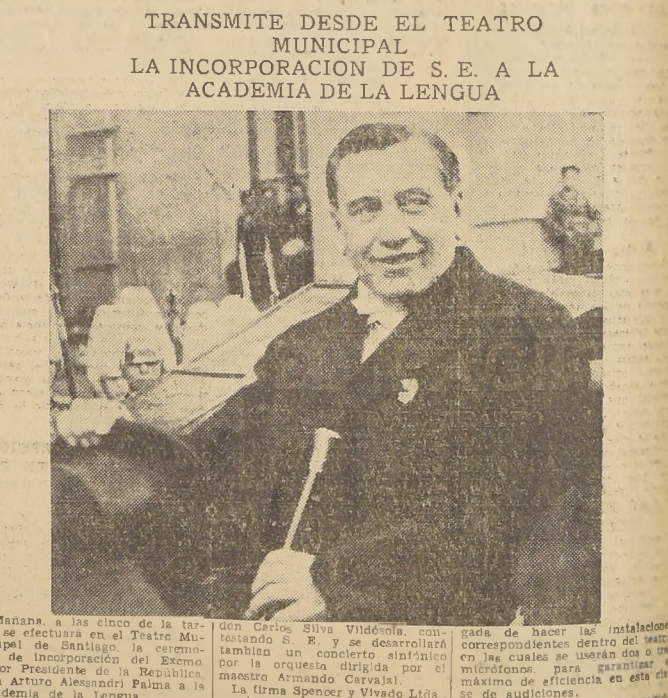 TRANSMITE DESDE EL TEATRO
MUNICIPAL
LA INCORPORACION DE S. E. A LA
ACADEMIA DE LA LENGUA
Mañana, a las cinco de la tar-
se efectuará en el Teatro Mu-
ipal de Santiago, la ceremo-
de incorporación del Excmo.
or Presidente de la República,
Arturo Alessandri Palma a la
demia de la Lengua
don Carlos Silva Vildósola, con-
testando S. E. y se desarrollará
también un concierto sinfónico
por la orquesta dirigida por el
maestro Armando Carvajal.
La firma Spencer y Vivado Ltda
gada de hacer las instalacione
correspondientes dentro del teatro
en las cuales se usarán dos o
micrófonos, para garantizar
máximo de eficiencia en esta
se de audiciones.